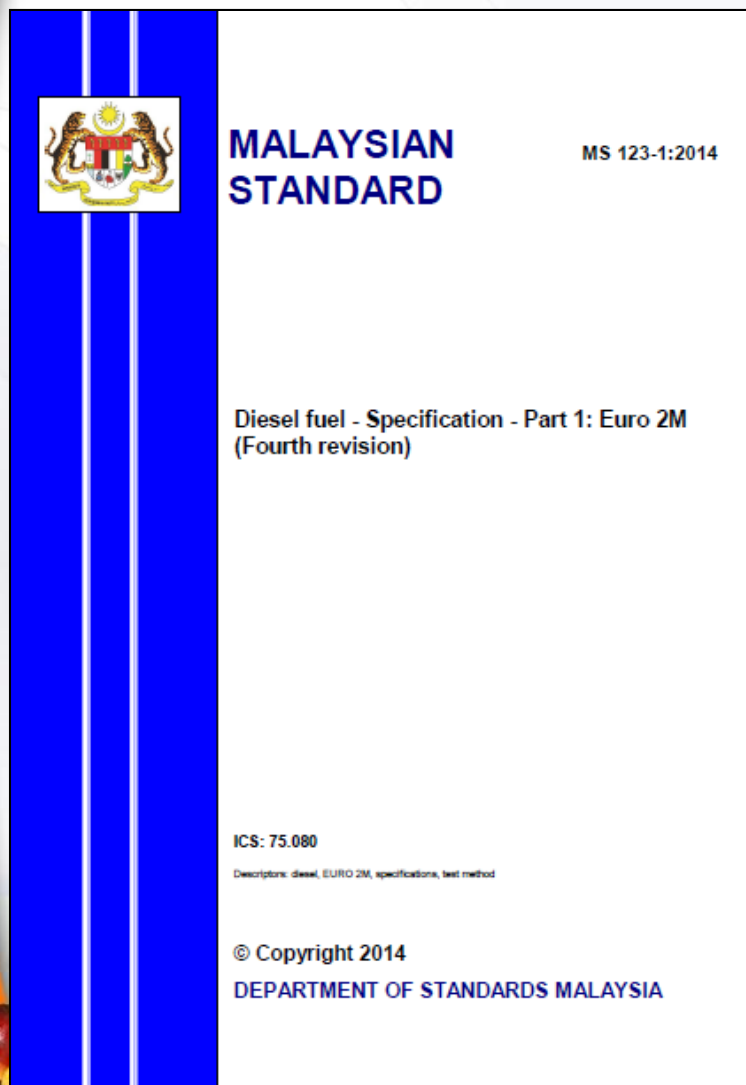 MALAYSIAN
STANDARD
MS 123-1:2014
Diesel fuel - Specification - Part 1: Euro 2M
(Fourth revision)
ICS: 75.080
Descriptors: diesel, EURO 2M, specifications, test method
© Copyright 2014
DEPARTMENT OF STANDARDS MALAYSIA